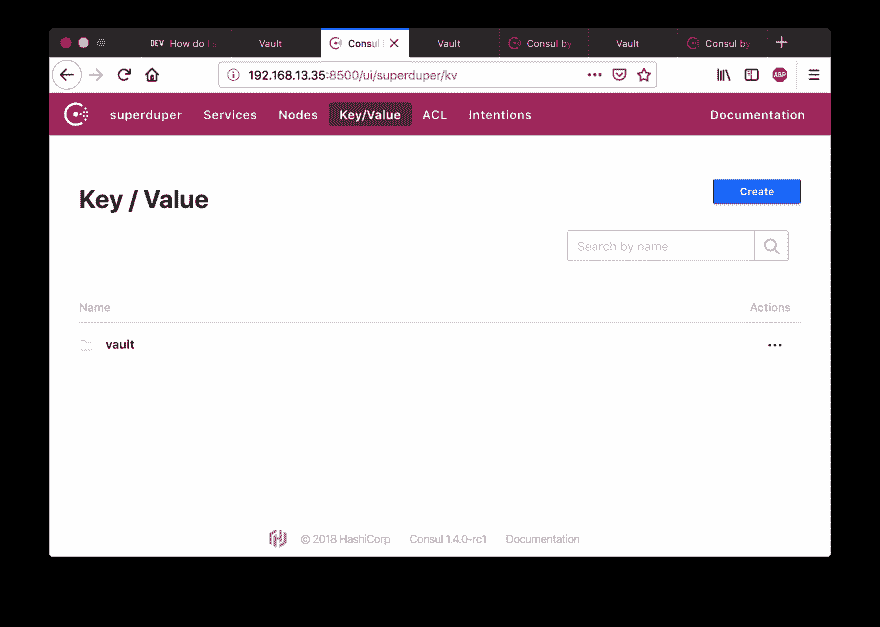 DEV How do I s
Vault
Consul
Vault
Consul by
Vault
Consul by
192.168.13.35:8500/ui/superduper/kv
ABP
superduper Services Nodes Key/Value ACL Intentions Documentation
Key / Value
Create
Search by name
Name Actions
vault
© 2018 HashiCorp Consul 1.4.0-rc1 Documentation